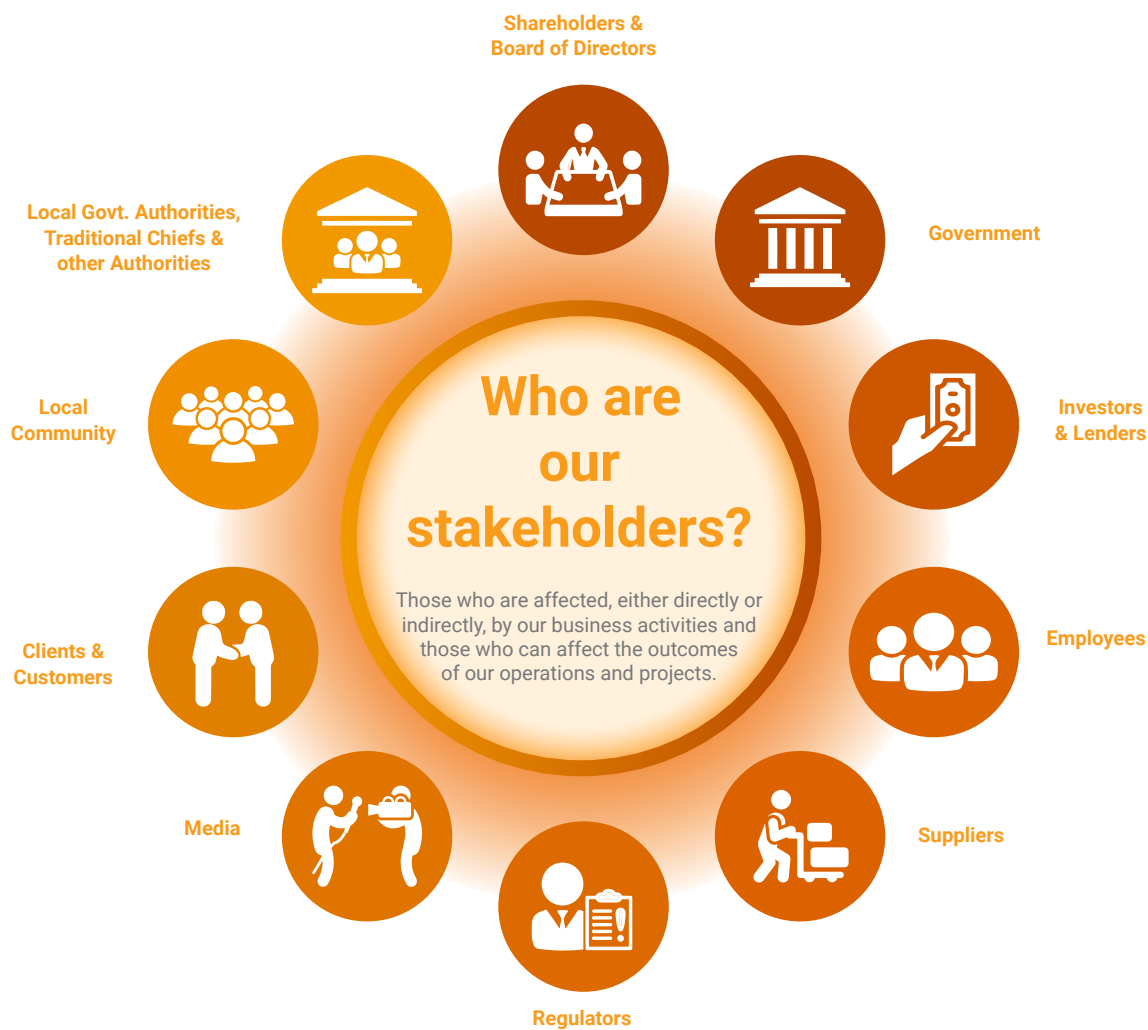 Shareholders &
Board of Directors
Government
Investors
& Lenders
Employees
Suppliers
Regulators
Media
Clients &
Customers
Local
Community
Local Govt. Authorities,
Traditional Chiefs &
other Authorities
Who are
our
stakeholders?
Those who are affected, either directly or
indirectly, by our business activities and
those who can affect the outcomes
of our operations and projects.